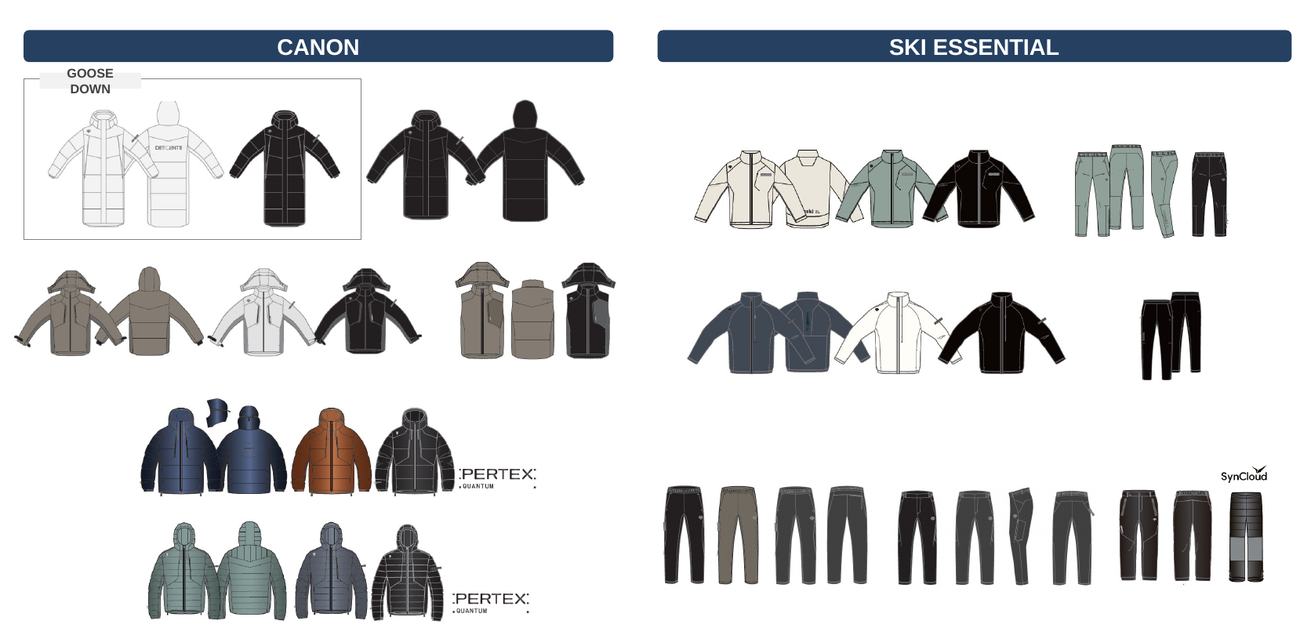 CANON
GOOSE
DOWN
DESCENTE
:PERTEX:
QUANTUM
:PERTEX:
QUANTUM
SKI ESSENTIAL
SynCloud